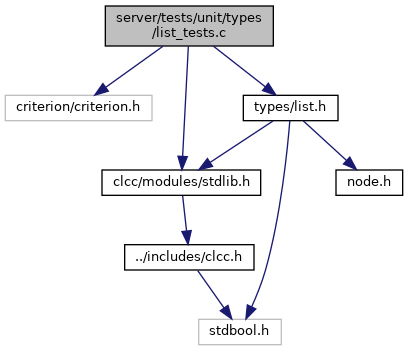 server/tests/unit/types
/list_tests.c
criterion/criterion.h
types/list.h
clcc/modules/stdlib.h
node.h
../includes/clcc.h
stdbool.h